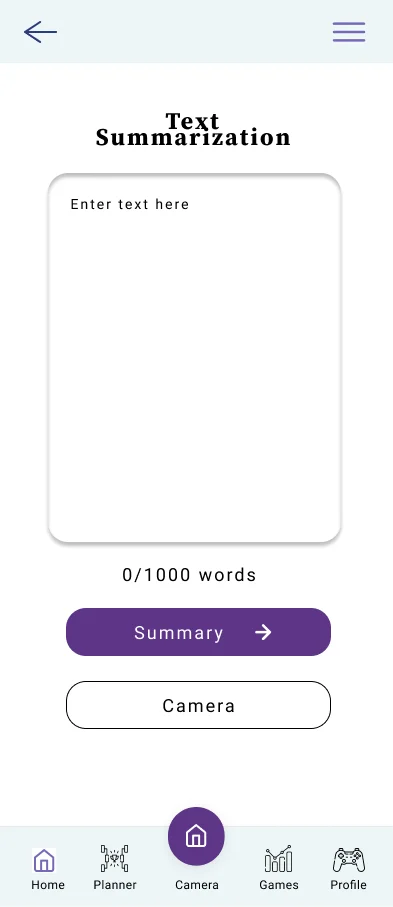 Text
Summarization
Enter text here
0/1000 words
Summary
Camera
Home Planner Camera Games Profile